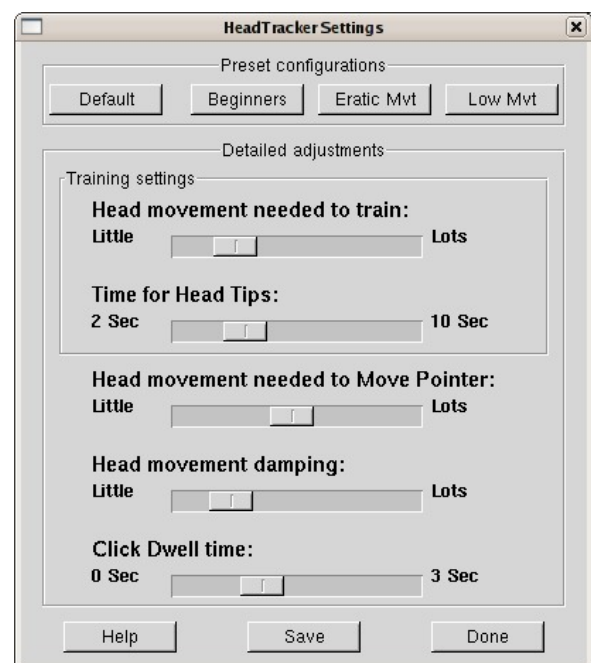 HeadTracker Settings
Preset configurations
Default Beginners Eratic Mvt Low Mvt
Detailed adjustments
Training settings
Head movement needed to train:
Little Lots
Time for Head Tips:
2 Sec 10 Sec
Head movement needed to Move Pointer:
Little Lots
Head movement damping:
Little Lots
Click Dwell time:
0 Sec 3 Sec
Help Save Done